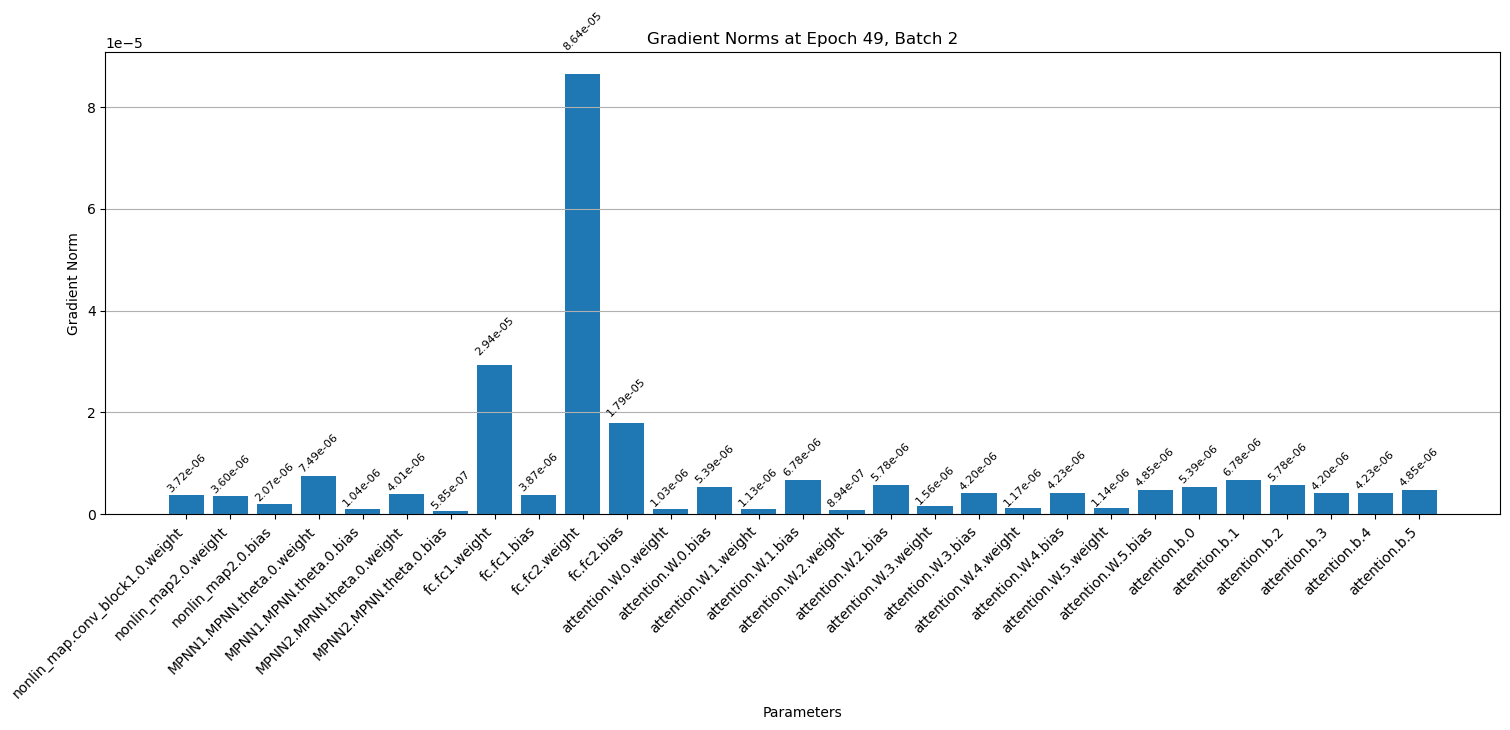 Gradient Norms at Epoch 49, Batch 2
1e−5
8
6
4
2
0
Gradient Norm
3.72e-06
3.60e-06
2.07e-06
7.49e-06
1.04e-06
4.01e-06
5.85e-07
2.94e-05
3.87e-06
8.64e-05
1.79e-05
1.03e-06
5.39e-06
1.13e-06
6.78e-06
8.94e-07
5.78e-06
1.56e-06
4.20e-06
1.17e-06
4.23e-06
1.14e-06
4.85e-06
5.39e-06
6.78e-06
5.78e-06
4.20e-06
4.23e-06
4.85e-06
nonlin_map.conv_block1.0.weight
nonlin_map2.0.weight
nonlin_map2.0.bias
MPNN1.MPNN.theta.0.weight
MPNN1.MPNN.theta.0.bias
MPNN2.MPNN.theta.0.weight
MPNN2.MPNN.theta.0.bias
fc.fc1.weight
fc.fc1.bias
fc.fc2.weight
fc.fc2.bias
attention.W.0.weight
attention.W.0.bias
attention.W.1.weight
attention.W.1.bias
attention.W.2.weight
attention.W.2.bias
attention.W.3.weight
attention.W.3.bias
attention.W.4.weight
attention.W.4.bias
attention.W.5.weight
attention.W.5.bias
attention.b.0
attention.b.1
attention.b.2
attention.b.3
attention.b.4
attention.b.5
Parameters